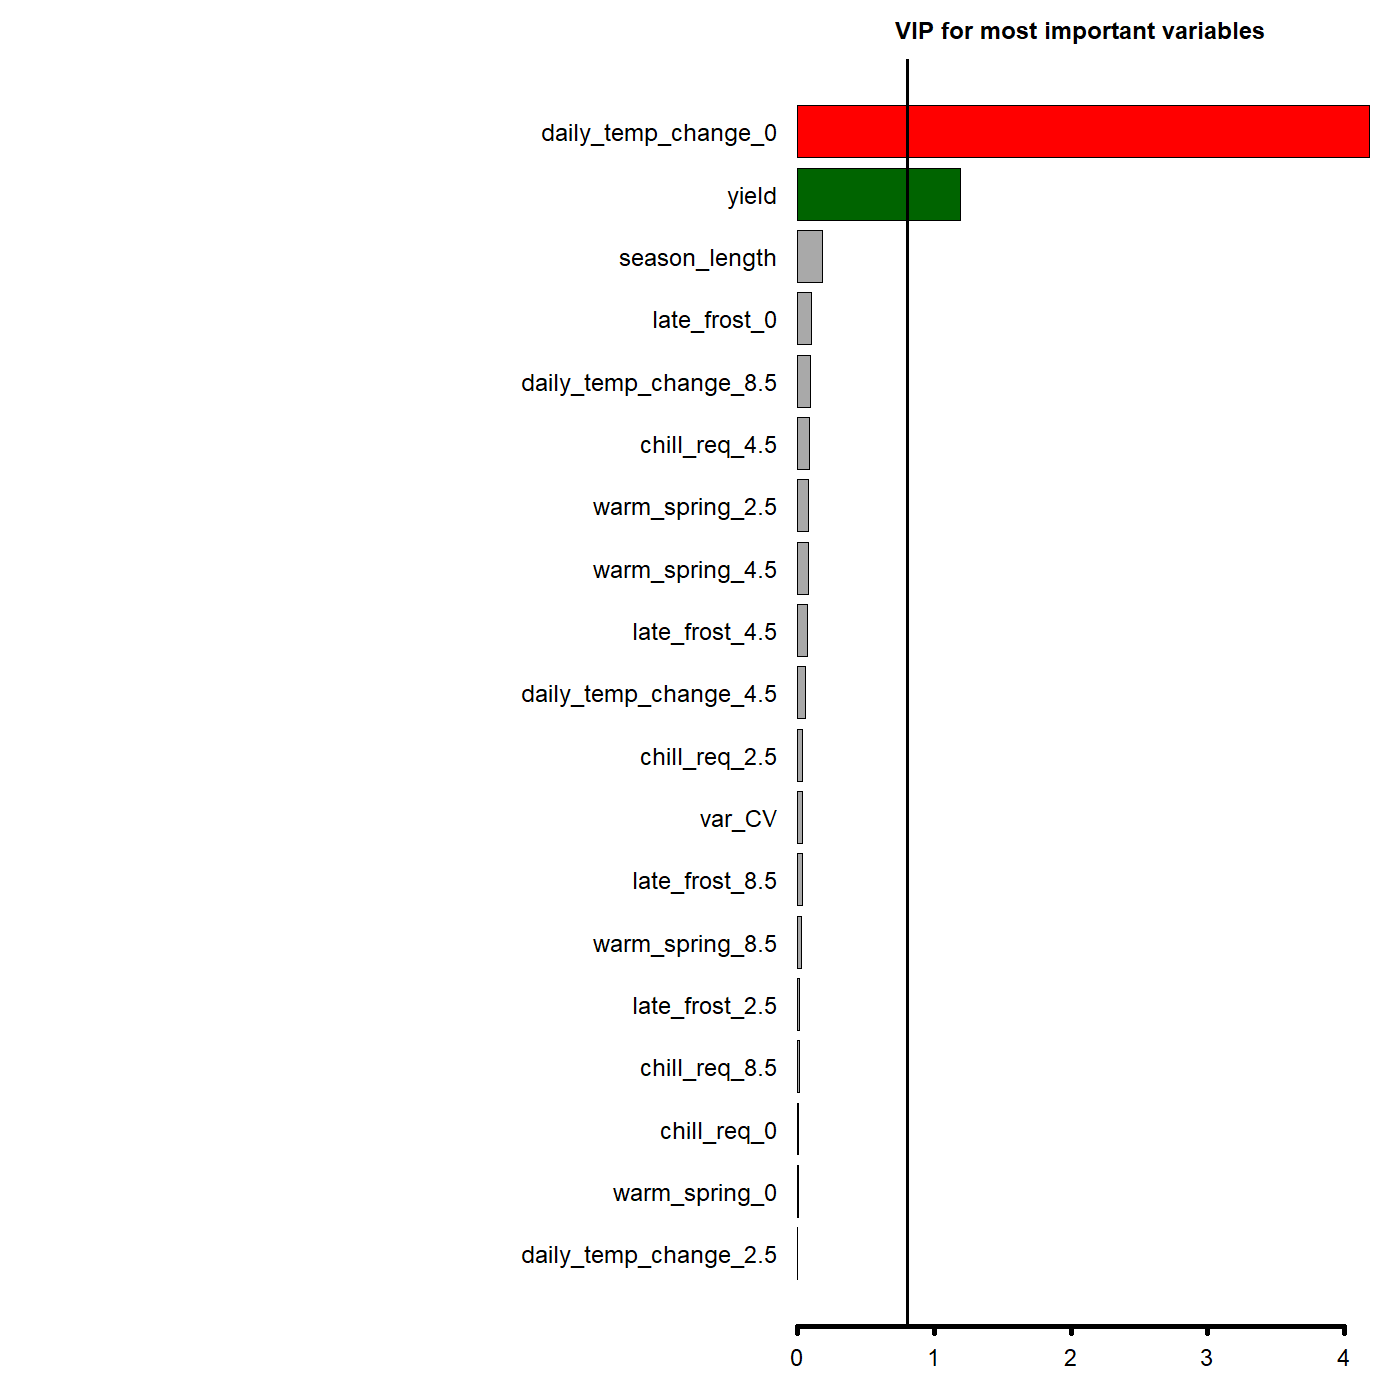 VIP for most important variables
daily_temp_change_0
yield
season_length
late_frost_0
daily_temp_change_8.5
chill_req_4.5
warm_spring_2.5
warm_spring_4.5
late_frost_4.5
daily_temp_change_4.5
chill_req_2.5
var_CV
late_frost_8.5
warm_spring_8.5
late_frost_2.5
chill_req_8.5
chill_req_0
warm_spring_0
daily_temp_change_2.5
0 1 2 3 4